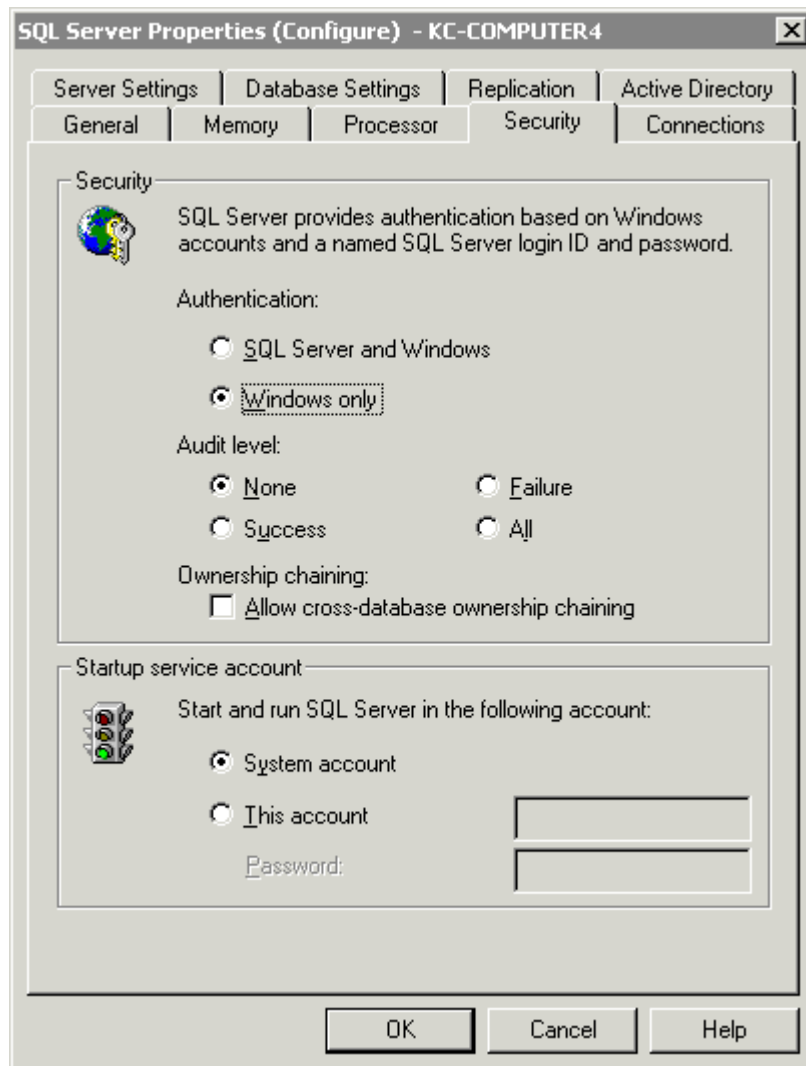 SQL Server Properties (Configure) - KC-COMPUTER4
Server Settings
Database Settings
Replication
Active Directory
General
Memory
Processor
Security
Connections
Security
SQL Server provides authentication based on Windows
accounts and a named SQL Server login ID and password.
Authentication:
SQL Server and Windows
Windows only
Audit level:
None
Failure
Success
All
Ownership chaining:
Allow cross-database ownership chaining
Startup service account
Start and run SQL Server in the following account:
System account
This account
Password:
OK
Cancel
Help